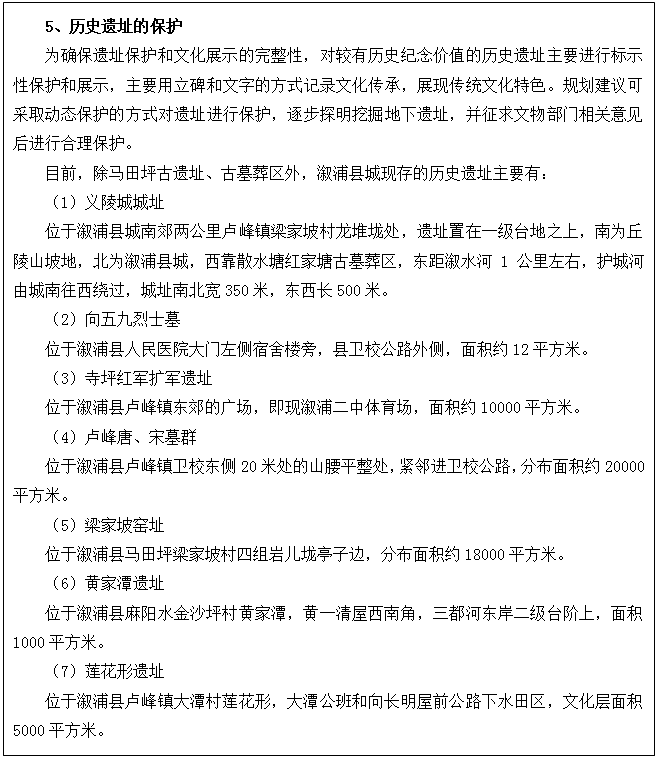 5、历史遗址的保护
为确保遗址保护和文化展示的完整性，对较有历史纪念价值的历史遗址主要进行标示
性保护和展示，主要用立碑和文字的方式记录文化传承，展现传统文化特色。规划建议可
采取动态保护的方式对遗址进行保护，逐步探明挖掘地下遗址，并征求文物部门相关意见
后进行合理保护。
目前，除马田坪古遗址、古墓葬区外，溆浦县城现存的历史遗址主要有：
（1）义陵城城址
位于溆浦县城南郊两公里卢峰镇梁家坡村龙堆垅处，遗址置在一级台地之上，南为丘
陵山坡地，北为溆浦县城，西靠散水塘红家塘古墓葬区，东距溆水河 1 公里左右，护城河
由城南往西绕过，城址南北宽 350 米，东西长 500 米。
（2）向五九烈士墓
位于溆浦县人民医院大门左侧宿舍楼旁，县卫校公路外侧，面积约 12 平方米。
（3）寺坪红军扩军遗址
位于溆浦县卢峰镇东郊的广场，即现溆浦二中体育场，面积约 10000 平方米。
（4）卢峰唐、宋墓群
位于溆浦县卢峰镇卫校东侧 20 米处的山腰平整处，紧邻进卫校公路，分布面积约 20000
平方米。
（5）梁家坡窑址
位于溆浦县马田坪梁家坡村四组岩儿垅亭子边，分布面积约 18000 平方米。
（6）黄家潭遗址
位于溆浦县麻阳水金沙坪村黄家潭，黄一清屋西南角，三都河东岸二级台阶上，面积
1000 平方米。
（7）莲花形遗址
位于溆浦县卢峰镇大潭村莲花形，大潭公班和向长明屋前公路下水田区，文化层面积
5000 平方米。